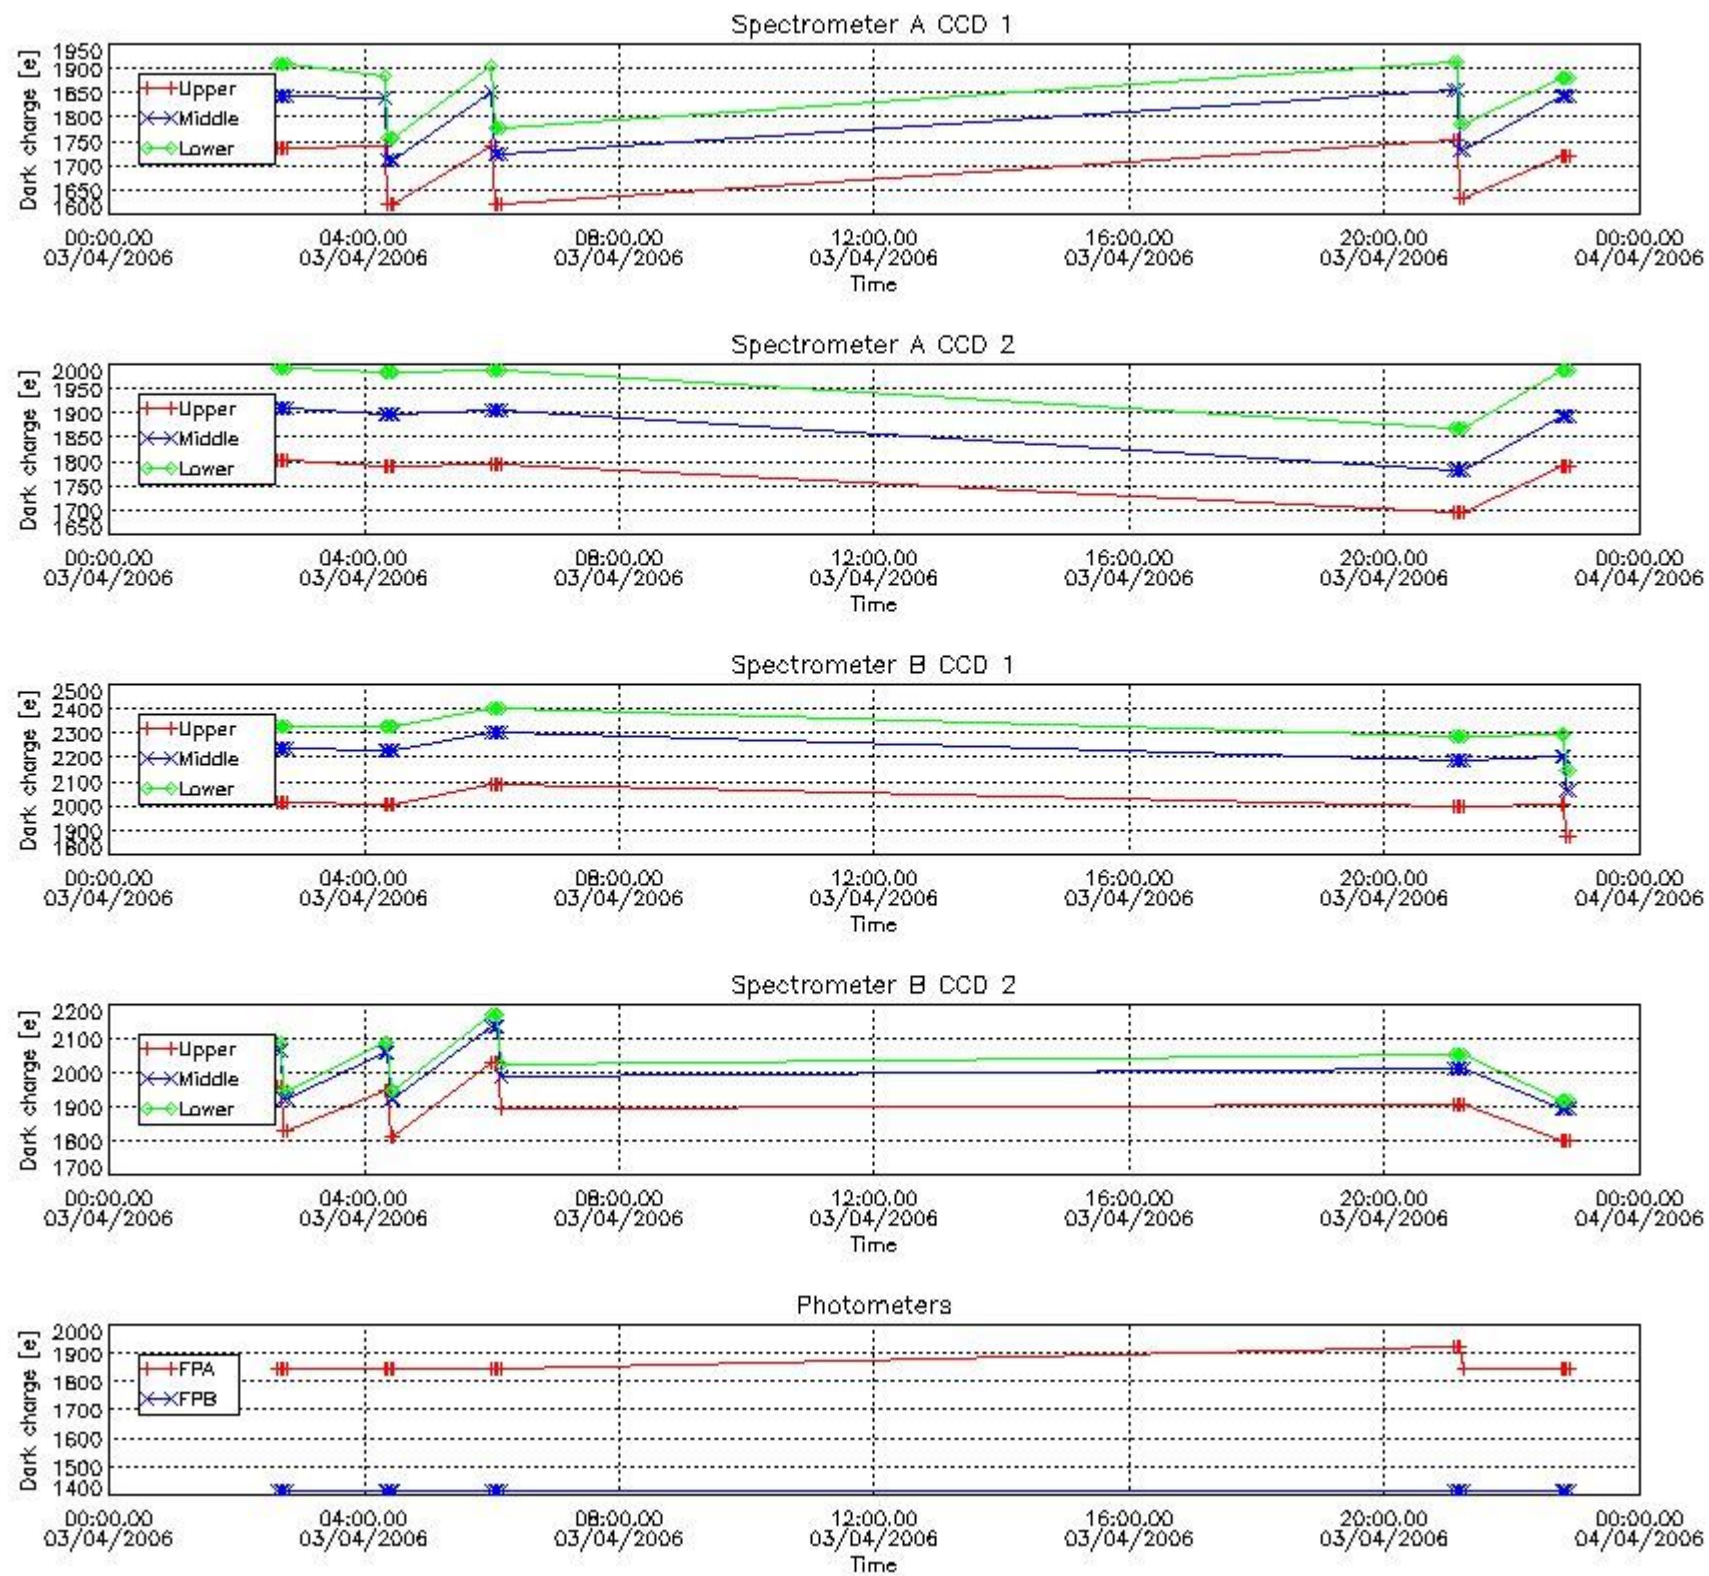 Spectrometer A CCD 1
Dark charge [e]
1950
1900
1850
1800
1750
1700
1650
1600
Upper
Middle
Lower
00:00.00 04:00.00 08:00.00 12:00.00 16:00.00 20:00.00 00:00.00
03/04/2006 03/04/2006 03/04/2006 03/04/2006 03/04/2006 03/04/2006 04/04/2006
Time
Spectrometer A CCD 2
Dark charge [e]
2000
1950
1900
1850
1800
1750
1700
1650
Upper
Middle
Lower
00:00.00 04:00.00 08:00.00 12:00.00 16:00.00 20:00.00 00:00.00
03/04/2006 03/04/2006 03/04/2006 03/04/2006 03/04/2006 03/04/2006 04/04/2006
Time
Spectrometer B CCD 1
Dark charge [e]
2500
2400
2300
2200
2100
2000
1900
1800
Upper
Middle
Lower
00:00.00 04:00.00 08:00.00 12:00.00 16:00.00 20:00.00 00:00.00
03/04/2006 03/04/2006 03/04/2006 03/04/2006 03/04/2006 03/04/2006 04/04/2006
Time
Spectrometer B CCD 2
Dark charge [e]
2200
2100
2000
1900
1800
1700
Upper
Middle
Lower
00:00.00 04:00.00 08:00.00 12:00.00 16:00.00 20:00.00 00:00.00
03/04/2006 03/04/2006 03/04/2006 03/04/2006 03/04/2006 03/04/2006 04/04/2006
Time
Photometers
Dark charge [e]
2000
1900
1800
1700
1600
1500
1400
FPA
FPB
00:00.00 04:00.00 08:00.00 12:00.00 16:00.00 20:00.00 00:00.00
03/04/2006 03/04/2006 03/04/2006 03/04/2006 03/04/2006 03/04/2006 04/04/2006
Time